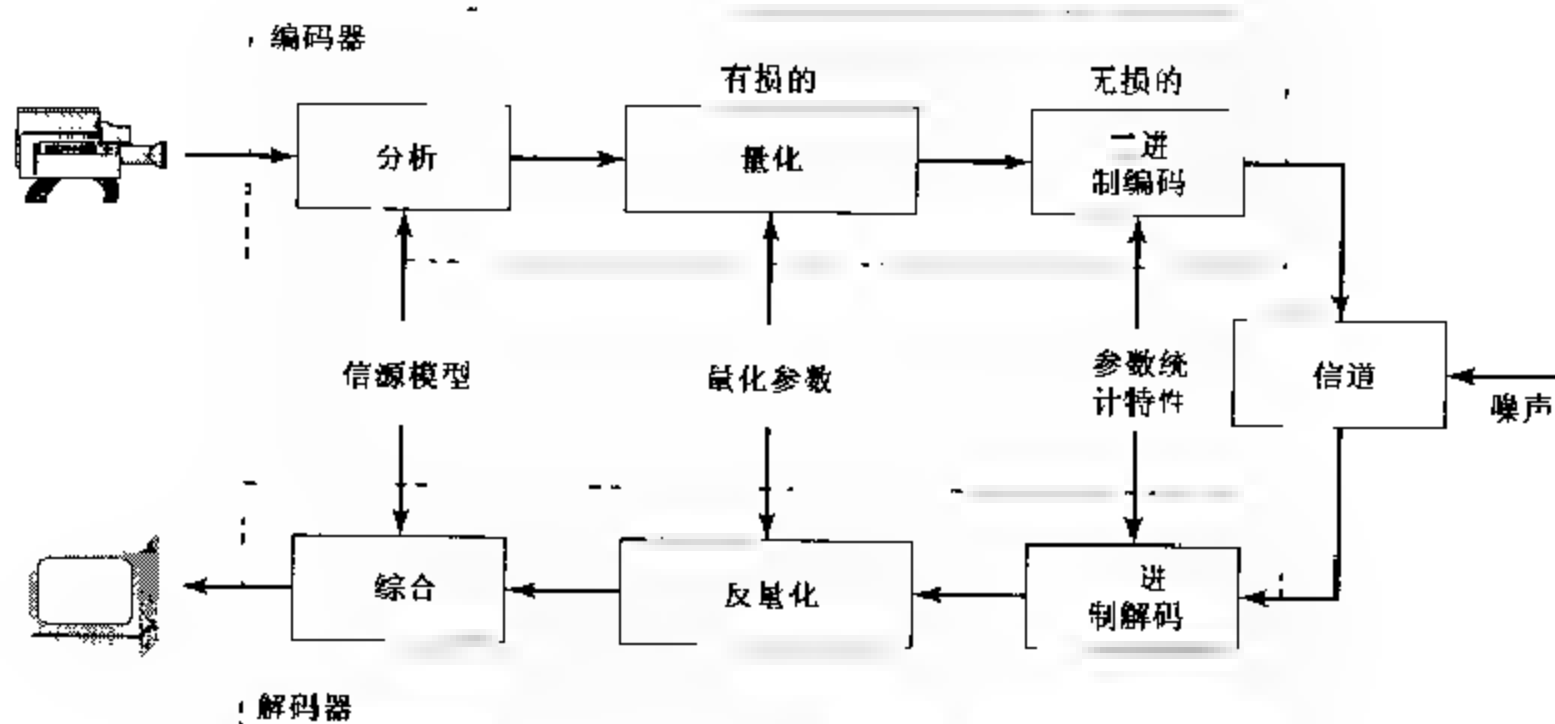 编码器
有损的
无损的
分析
量化
二进
制编码
信源模型
量化参数
参数统
计特性
信道
噪声
综合
反量化
进
制解码
解码器